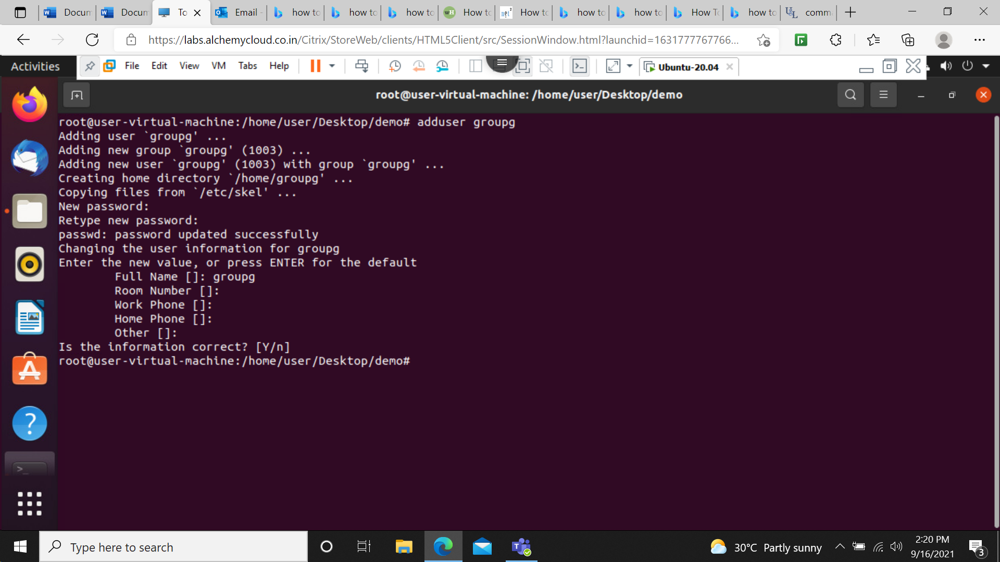 Docum
Docum
To
Email -
how to
how to
how to
wH
How to
net²
How to
how to
how to
How To
how to
UL
comm
https://labs.alchemycloud.co.in/Citrix/StoreWeb/clients/HTML5Client/src/SessionWindow.html?launchid=1631777767766...
Activities
File Edit View VM Tabs Help
Ubuntu-20.04
root@user-virtual-machine: /home/user/Desktop/demo
root@user-virtual-machine:/home/user/Desktop/demo# adduser groupg
Adding user `groupg' ...
Adding new group `groupg' (1003) ...
Adding new user `groupg' (1003) with group `groupg' ...
Creating home directory `/home/groupg' ...
Copying files from `/etc/skel' ...
New password:
Retype new password:
passwd: password updated successfully
Changing the user information for groupg
Enter the new value, or press ENTER for the default
Full Name []: groupg
Room Number []:
Work Phone []:
Home Phone []:
Other []:
Is the information correct? [Y/n]
root@user-virtual-machine:/home/user/Desktop/demo#
Type here to search
30°C Partly sunny
2:20 PM
9/16/2021
3